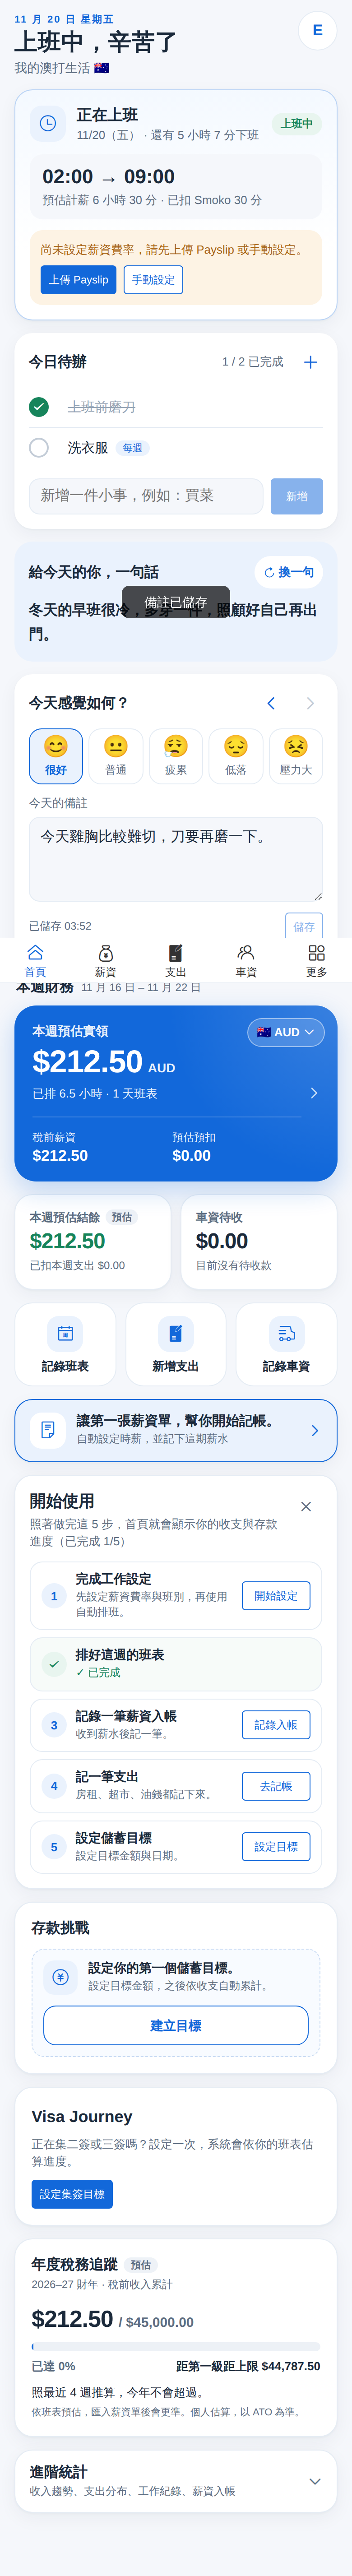 11 月 20 日 星期五
上班中，辛苦了
我的澳打生活 🇦🇺
E
正在上班
11/20（五） · 還有 5 小時 7 分下班
上班中
02:00 → 09:00
預估計薪 6 小時 30 分 · 已扣 Smoko 30 分
尚未設定薪資費率，請先上傳 Payslip 或手動設定。
上傳 Payslip
手動設定
今日待辦
1 / 2 已完成
上班前磨刀
洗衣服
每週
新增一件小事，例如：買菜
新增
給今天的你，一句話
換一句
冬天的早班很冷，多穿一件，照顧好自己再出門。
備註已儲存
今天感覺如何？
很好
普通
疲累
低落
壓力大
今天的備註
今天雞胸比較難切，刀要再磨一下。
已儲存 03:52
儲存
首頁
薪資
支出
車資
更多
本週財務 11 月 16 日 – 11 月 22 日
本週預估實領
🇦🇺 AUD
$212.50 AUD
已排 6.5 小時 · 1 天班表
稅前薪資
$212.50
預估預扣
$0.00
本週預估結餘 預估
$212.50
已扣本週支出 $0.00
車資待收
$0.00
目前沒有待收款
記錄班表
新增支出
記錄車資
讓第一張薪資單，幫你開始記帳。
自動設定時薪，並記下這期薪水
開始使用
照著做完這 5 步，首頁就會顯示你的收支與存款
進度（已完成 1/5）
1
完成工作設定
先設定薪資費率與班別，再使用
自動排班。
開始設定
排好這週的班表
✓ 已完成
3
記錄一筆薪資入帳
收到薪水後記一筆。
記錄入帳
4
記一筆支出
房租、超市、油錢都記下來。
去記帳
5
設定儲蓄目標
設定目標金額與日期。
設定目標
存款挑戰
設定你的第一個儲蓄目標。
設定目標金額，之後依收支自動累計。
建立目標
Visa Journey
正在集二簽或三簽嗎？設定一次，系統會依你的班表估
算進度。
設定集簽目標
年度稅務追蹤 預估
2026–27 財年 · 稅前收入累計
$212.50 / $45,000.00
已達 0%
距第一級距上限 $44,787.50
照最近 4 週推算，今年不會超過。
依班表預估，匯入薪資單後會更準。個人估算，以 ATO 為準。
進階統計
收入趨勢、支出分布、工作紀錄、薪資入帳